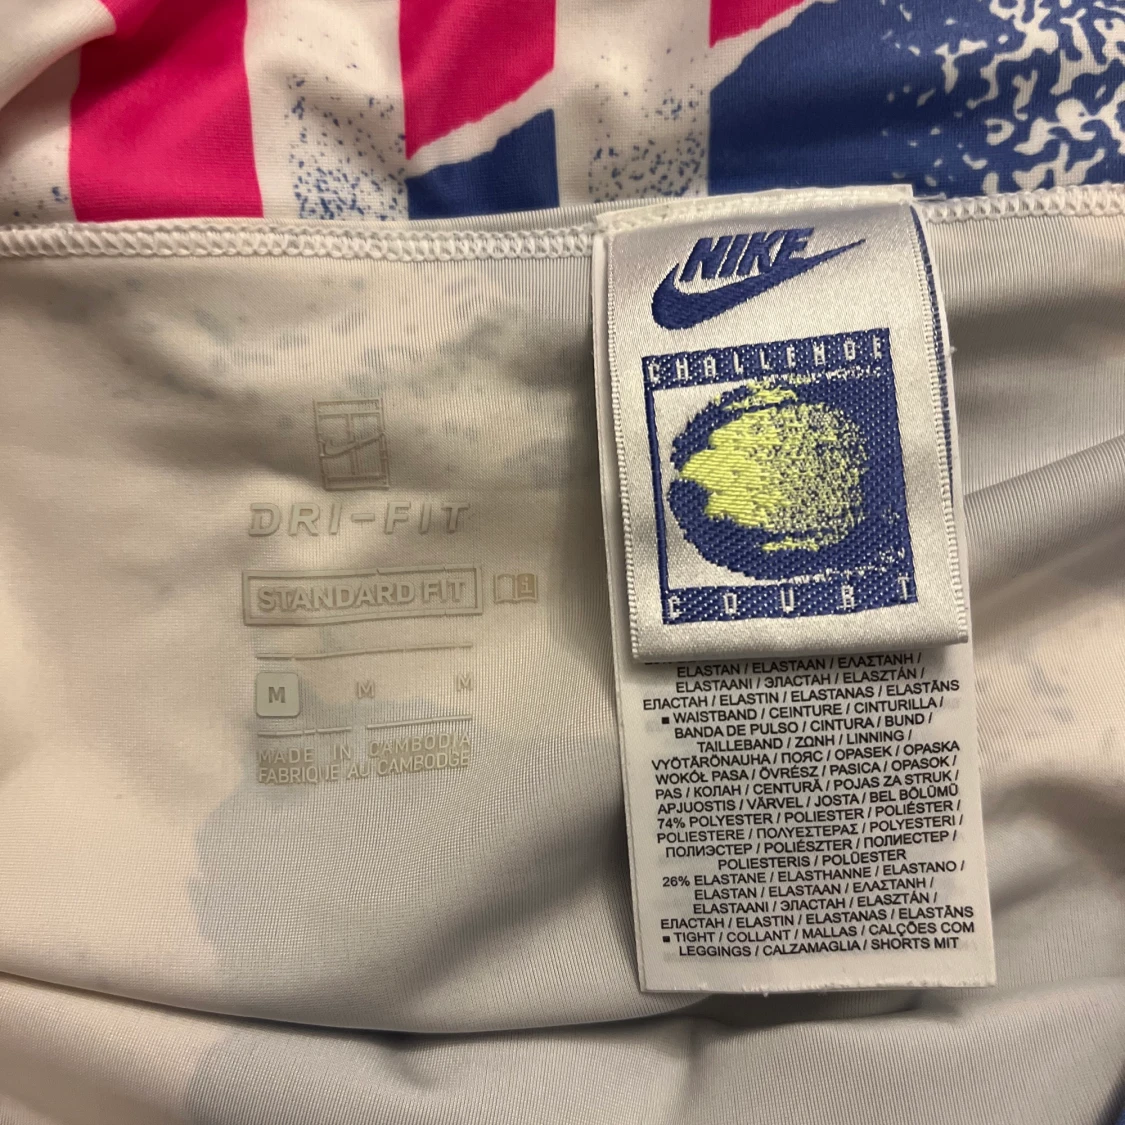 NIKE
CHALLENGE
COURT
DRI-FIT
STANDARD FIT
M M M
MADE IN CAMBODIA
FABRIQUÉ AU CAMBODGE
ELASTAN / ELASTAAN / ΕΛΑΣΤΑΝΗ /
ELASTAANI / ЭЛАСТАН / ELASZTÁN /
ЕЛАСТАН / ELASTIN / ELASTANAS / ELASTĀNS
■ WAISTBAND / CEINTURE / CINTURILLA /
BANDA DE PULSO / CINTURA / BUND /
TAILLEBAND / ΖΩΝΗ / LINNING /
VYÖTÄRÖNAUHA / ПОЯС / OPASEK / OPASKA
WOKÓŁ PASA / ÖVRÉSZ / PASICA / OPASOK /
PAS / КОЛАН / CENTURĂ / POJAS ZA STRUK /
APJUOSTIS / VÄRVEL / JOSTA / BEL BÖLÜMÜ
74% POLYESTER / POLIESTER / POLIÉSTER /
POLIESTERE / ΠΟΛΥΕΣΤΕΡΑΣ / POLYESTERI /
ПОЛИЭСТЕР / POLIÉSZTER / ПОЛИЕСТЕР /
POLIESTERIS / POLÜESTER
26% ELASTANE / ELASTHANNE / ELASTANO /
ELASTAN / ELASTAAN / ΕΛΑΣΤΑΝΗ /
ELASTAANI / ЭЛАСТАН / ELASZTÁN /
ЕЛАСТАН / ELASTIN / ELASTANAS / ELASTĀNS
■ TIGHT / COLLANT / MALLAS / CALÇÕES COM
LEGGINGS / CALZAMAGLIA / SHORTS MIT